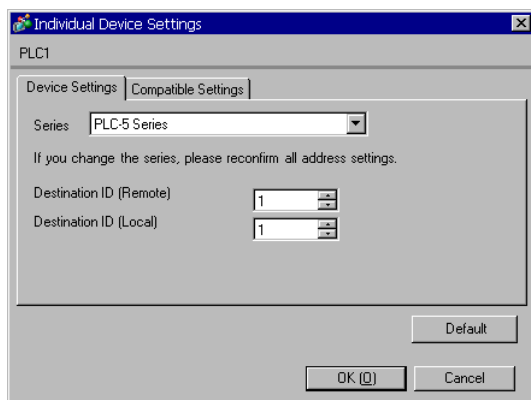 Individual Device Settings
PLC1
Device Settings Compatible Settings
Series PLC-5 Series
If you change the series, please reconfirm all address settings.
Destination ID (Remote) 1
Destination ID (Local) 1
Default
OK (O) Cancel